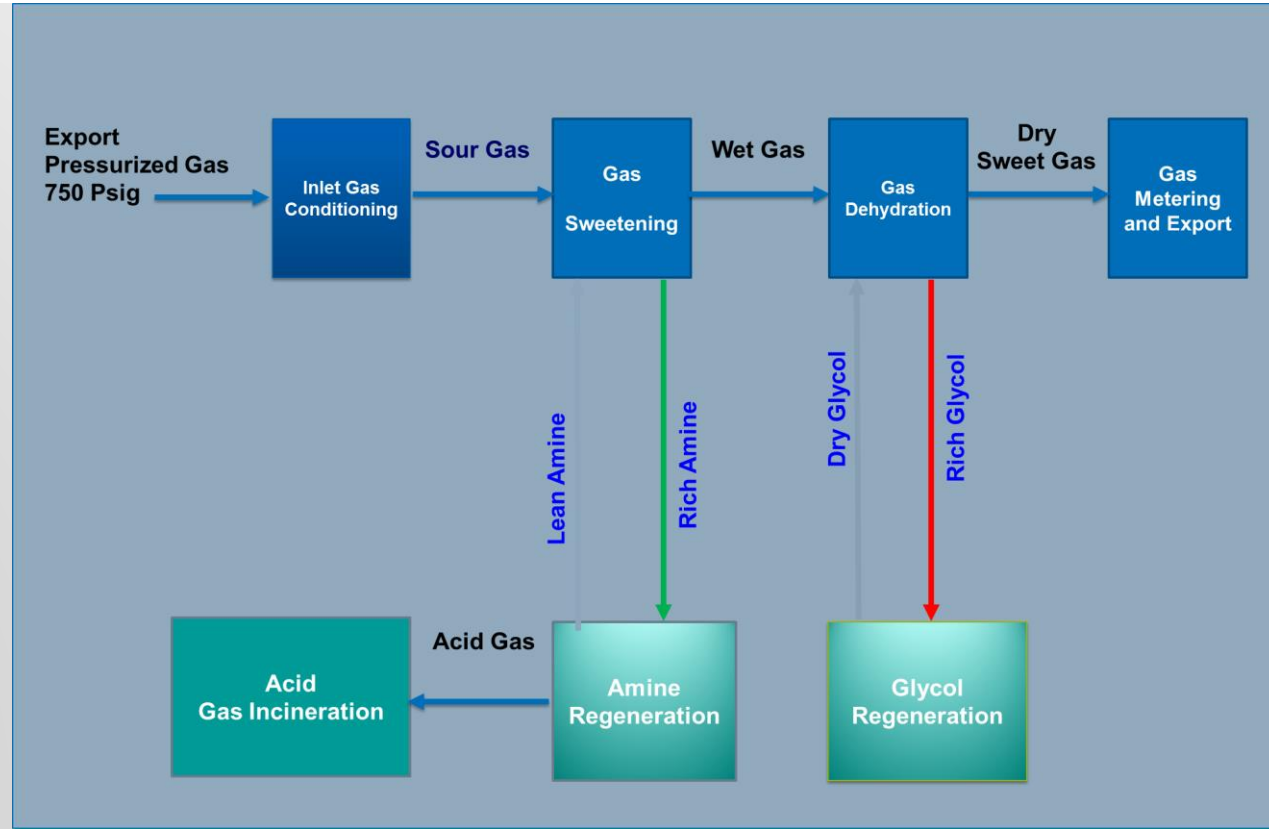 Export
Pressurized Gas
750 Psig
Inlet Gas
Conditioning
Sour Gas
Gas
Sweetening
Wet Gas
Gas
Dehydration
Dry
Sweet Gas
Gas
Metering
and Export
Lean Amine
Rich Amine
Dry Glycol
Rich Glycol
Acid
Gas Incineration
Acid Gas
Amine
Regeneration
Glycol
Regeneration